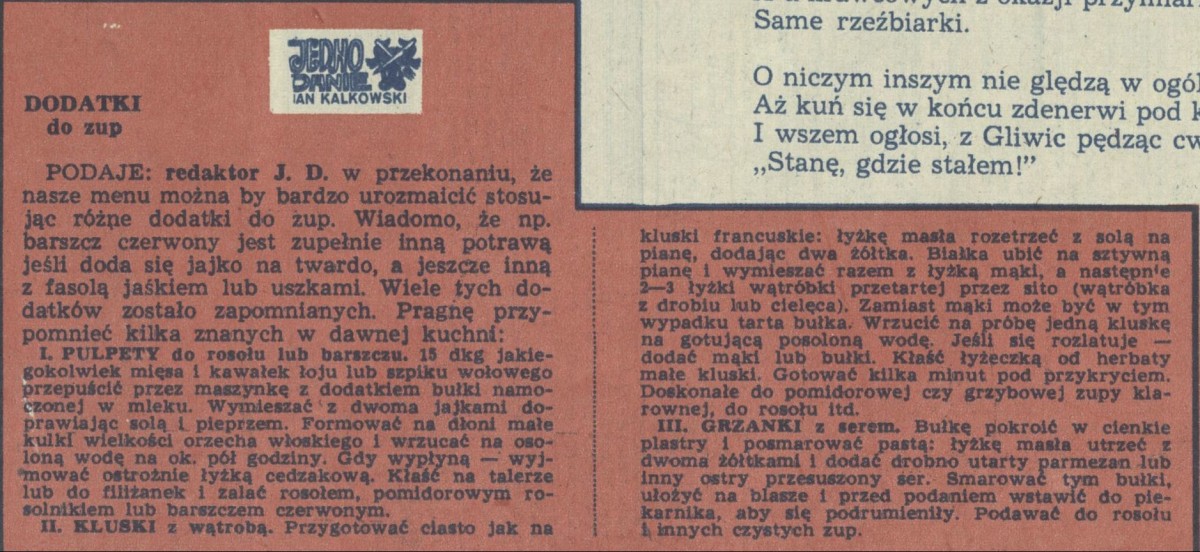 JEDNO
DANIE
JAN KALKOWSKI
DODATKI
do zup
PODAJE: redaktor J. D. w przekonaniu, że
nasze menu można by bardzo urozmaicić stosu-
jąc różne dodatki do zup. Wiadomo, że np.
barszcz czerwony jest zupełnie inną potrawą
jeśli doda się jajko na twardo, a jeszcze inną
z fasolą jaśkiem lub uszkami. Wiele tych do-
datków zostało zapomnianych. Pragnę przy-
pomnieć kilka znanych w dawnej kuchni:
I. PULPETY do rosołu lub barszczu. 15 dkg jakie-
gokolwiek mięsa i kawałek łoju lub szpiku wołowego
przepuścić przez maszynkę z dodatkiem bułki namo-
czonej w mleku. Wymieszać z dwoma jajkami do-
prawiając solą i pieprzem. Formować na dłoni małe
kulki wielkości orzecha włoskiego i wrzucać na oso-
loną wodę na ok. pół godziny. Gdy wypłyną — wyj-
mować ostrożnie łyżką cedzakową. Kłaść na talerze
lub do filiżanek i zalać rosołem, pomidorowym ro-
solnikiem lub barszczem czerwonym.
II. KLUSKI z wątrobą. Przygotować ciasto jak na
kluski francuskie: łyżkę masła rozetrzeć z solą na
pianę, dodając dwa żółtka. Białka ubić na sztywną
pianę i wymieszać razem z łyżką mąki, a następnie
2—3 łyżki wątróbki przetartej przez sito (wątróbka
z drobiu lub cielęca). Zamiast mąki może być w tym
wypadku tarta bułka. Wrzucić na próbę jedną kluskę
na gotującą posoloną wodę. Jeśli się rozlatuje —
dodać mąki lub bułki. Kłaść łyżeczką od herbaty
małe kluski. Gotować kilka minut pod przykryciem.
Doskonałe do pomidorowej czy grzybowej zupy kla-
rownej, do rosołu itd.
III. GRZANKI z serem. Bułkę pokroić w cienkie
plastry i posmarować pastą: łyżkę masła utrzeć z
dwoma żółtkami i dodać drobno utarty parmezan lub
inny ostry przesuszony ser. Smarować tym bułki,
ułożyć na blasze i przed podaniem wstawić do pie-
karnika, aby się podrumieniły. Podawać do rosołu
i innych czystych zup.
Same rzeźbiarki.
O niczym inszym nie ględzą w ogól
Aż kuń się w końcu zdenerwi pod k
I wszem ogłosi, z Gliwic pędząc cw
„Stanę, gdzie stałem!”